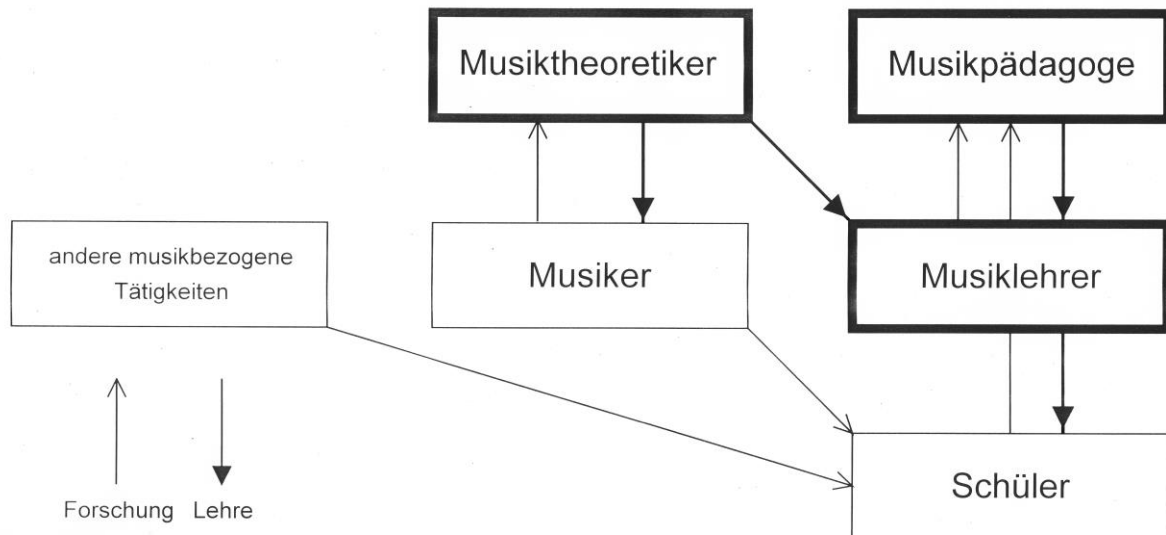 Musiktheoretiker
Musikpädagoge
andere musikbezogene
Tätigkeiten
Musiker
Musiklehrer
Forschung
Lehre
Schüler